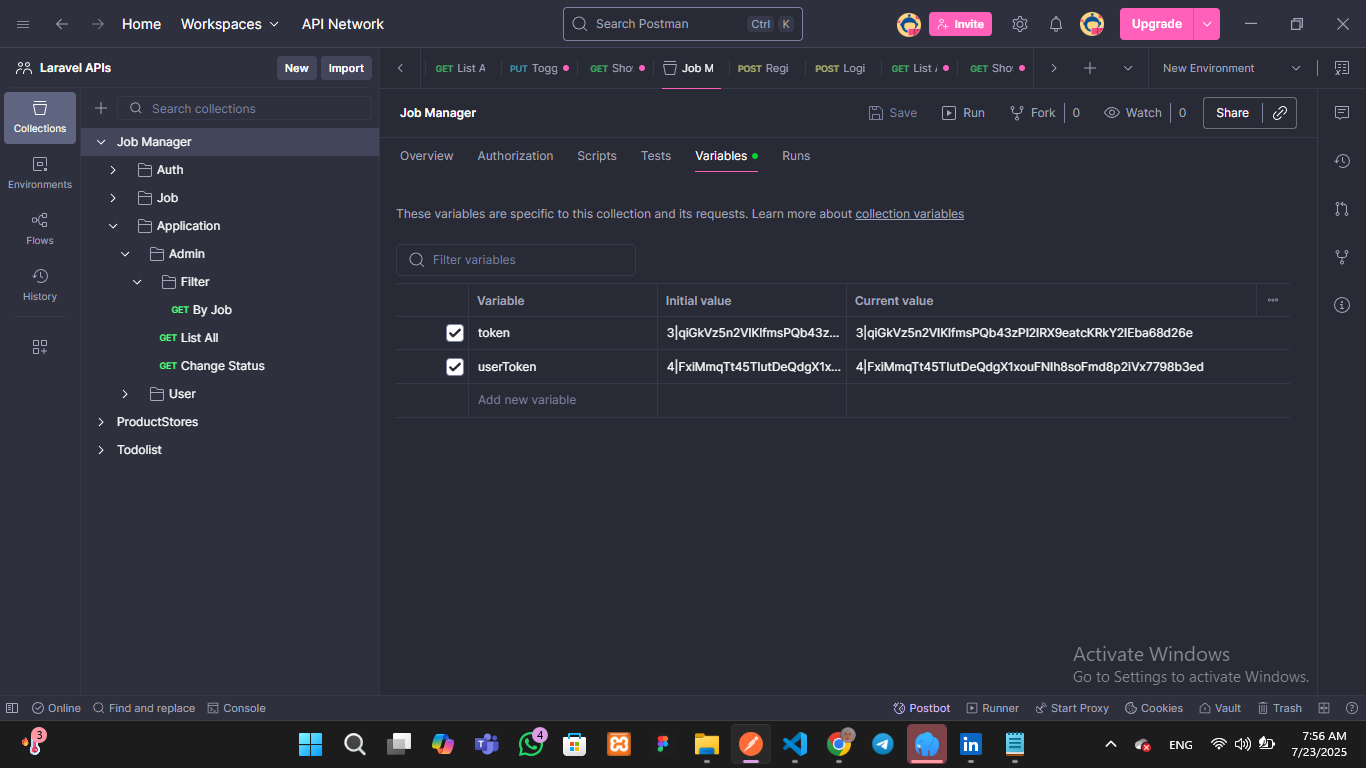 Home Workspaces API Network Search Postman Ctrl K Invite Upgrade
Laravel APIs New Import GET List A PUT Togg GET Sho JOB M POST Regi POST Logi GET List GET Sho New Environment
Search collections
Job Manager Save Run Fork 0 Watch 0 Share
Collections
Job Manager
Overview Authorization Scripts Tests Variables Runs
Auth
Environments
Job
These variables are specific to this collection and its requests. Learn more about collection variables
Application
Flows
Admin
Filter variables
Filter
History
Variable Initial value Current value
GET By Job
token 3|qiGkVz5n2VIKlfmsPQb43z... 3|qiGkVz5n2VIKlfmsPQb43zPI2IRX9eatcKRkY2IEba68d26e
GET List All
userToken 4|FxiMmqTt45TIutDeQdgX1x... 4|FxiMmqTt45TIutDeQdgX1xouFNIh8soFmd8p2iVx7798b3ed
GET Change Status
User
Add new variable
ProductStores
Todolist
Activate Windows
Go to Settings to activate Windows.
Online Find and replace Console Postbot Runner Start Proxy Cookies Vault Trash
3 4 ENG 7:56 AM
7/23/2025